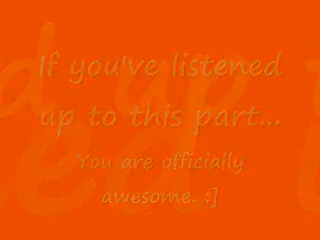 If you've listened
up to this part...
You are officially
awesome. :]